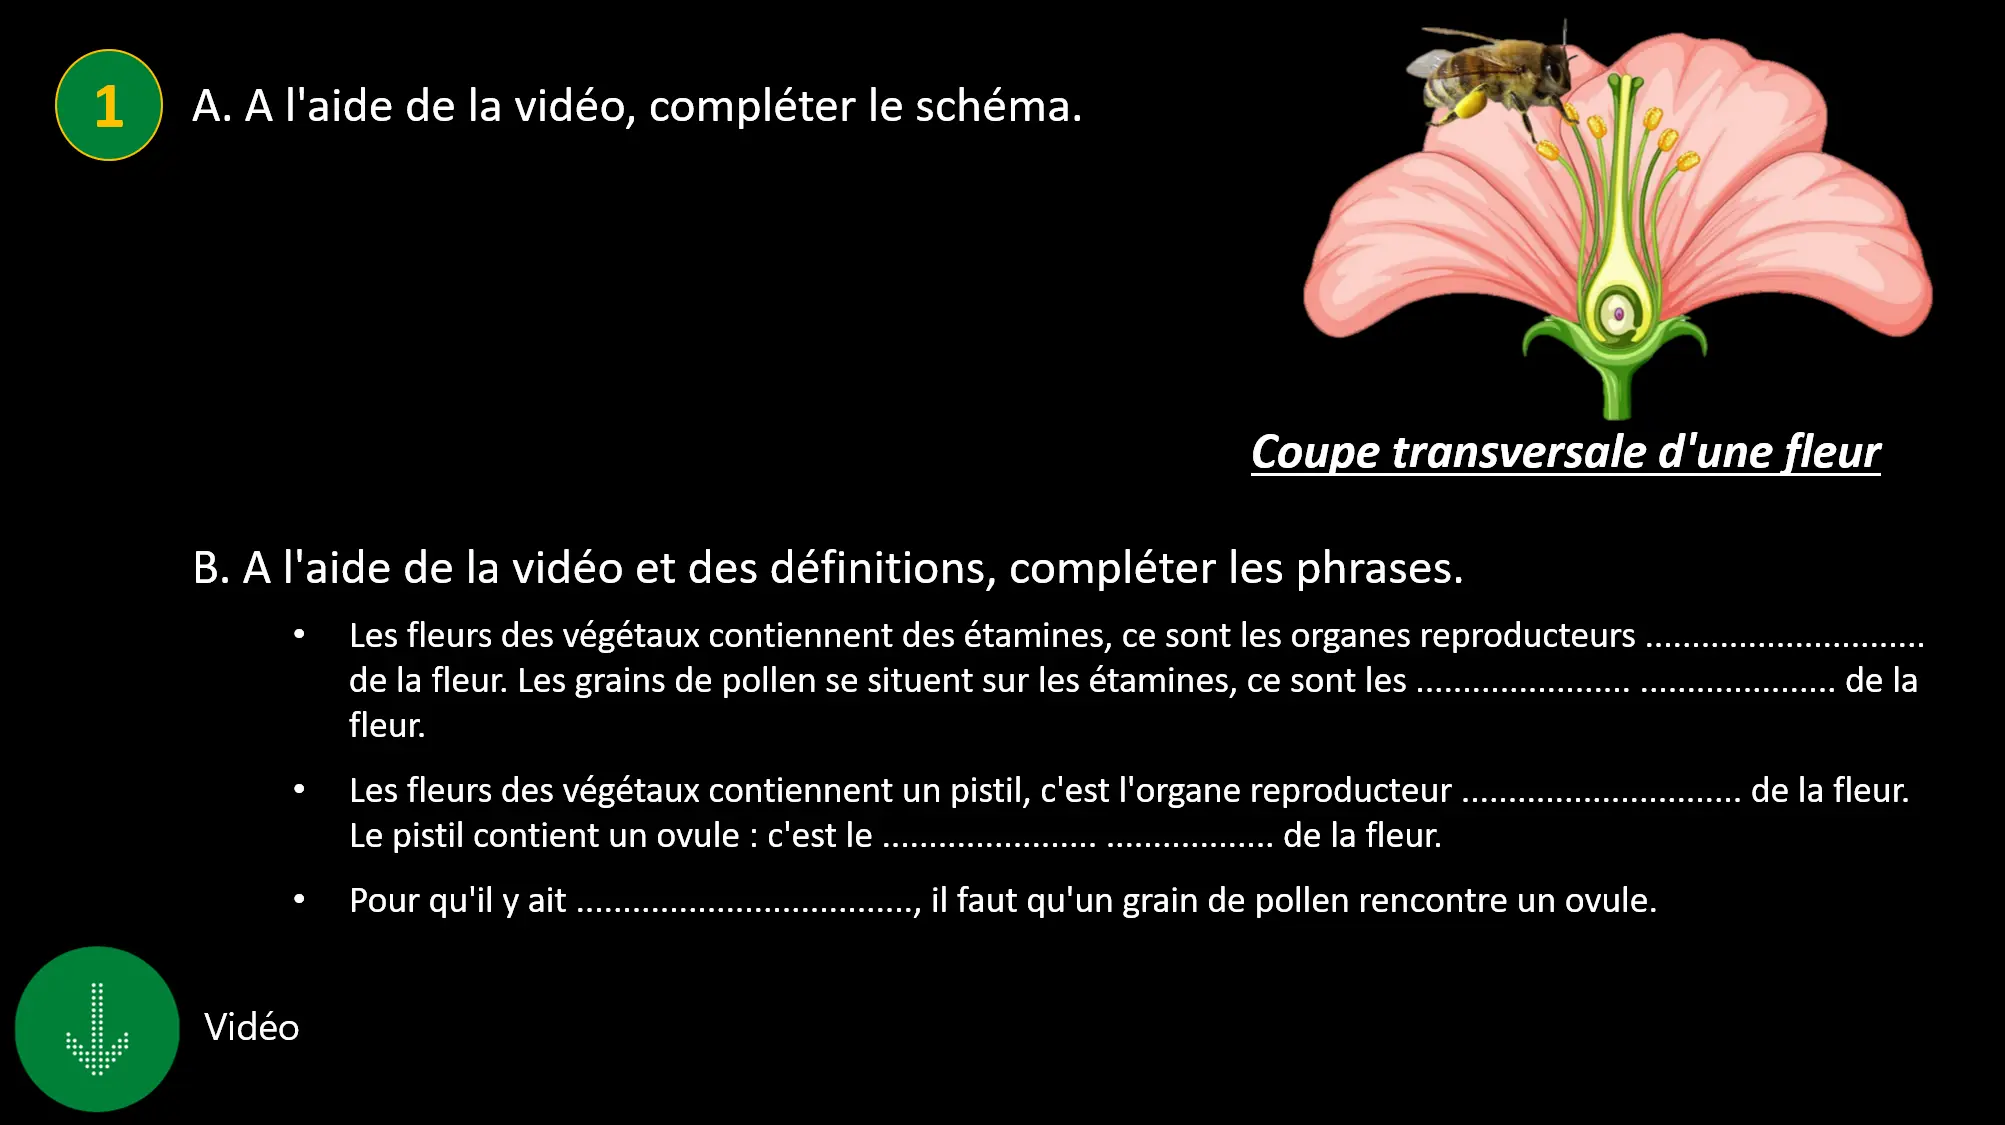 1
A. A l'aide de la vidéo, compléter le schéma.
Coupe transversale d'une fleur
B. A l'aide de la vidéo et des définitions, compléter les phrases.
• Les fleurs des végétaux contiennent des étamines, ce sont les organes reproducteurs ..............................
de la fleur. Les grains de pollen se situent sur les étamines, ce sont les ....................... ..................... de la
fleur.
• Les fleurs des végétaux contiennent un pistil, c'est l'organe reproducteur .............................. de la fleur.
Le pistil contient un ovule : c'est le ....................... .................. de la fleur.
• Pour qu'il y ait ...................................., il faut qu'un grain de pollen rencontre un ovule.
Vidéo